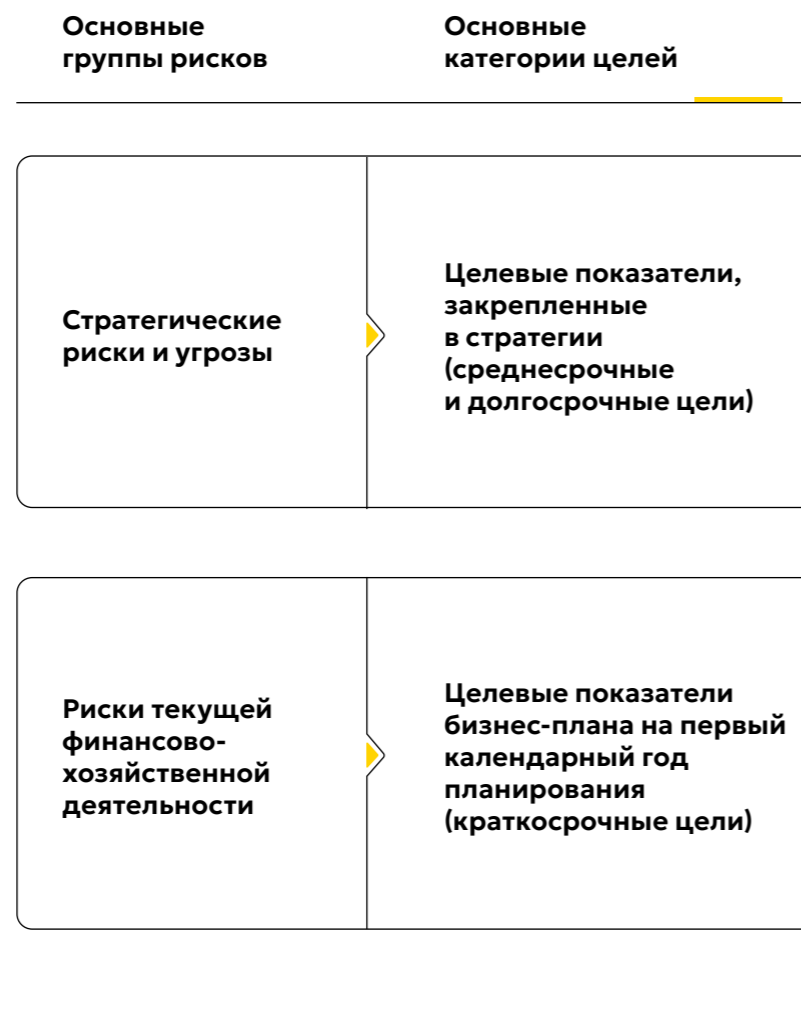 Основные
группы рисков
Основные
категории целей
Стратегические
риски и угрозы
Целевые показатели,
закрепленные
в стратегии
(среднесрочные
и долгосрочные цели)
Риски текущей
финансово-
хозяйственной
деятельности
Целевые показатели
бизнес-плана на первый
календарный год
планирования
(краткосрочные цели)